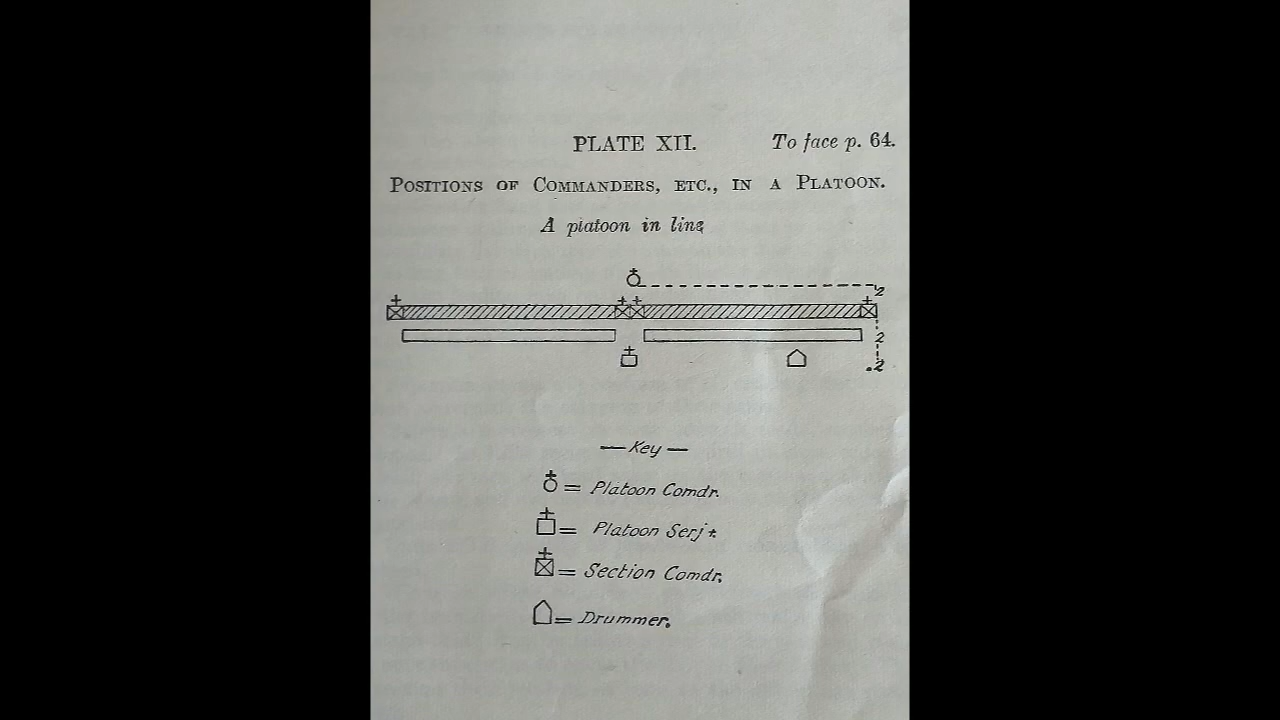 PLATE XII. To face p. 64.
POSITIONS OF COMMANDERS, ETC., IN A PLATOON.
A platoon in line
2
2
2
— Key —
= Platoon Comdr.
= Platoon Serjt.
= Section Comdr.
= Drummer.